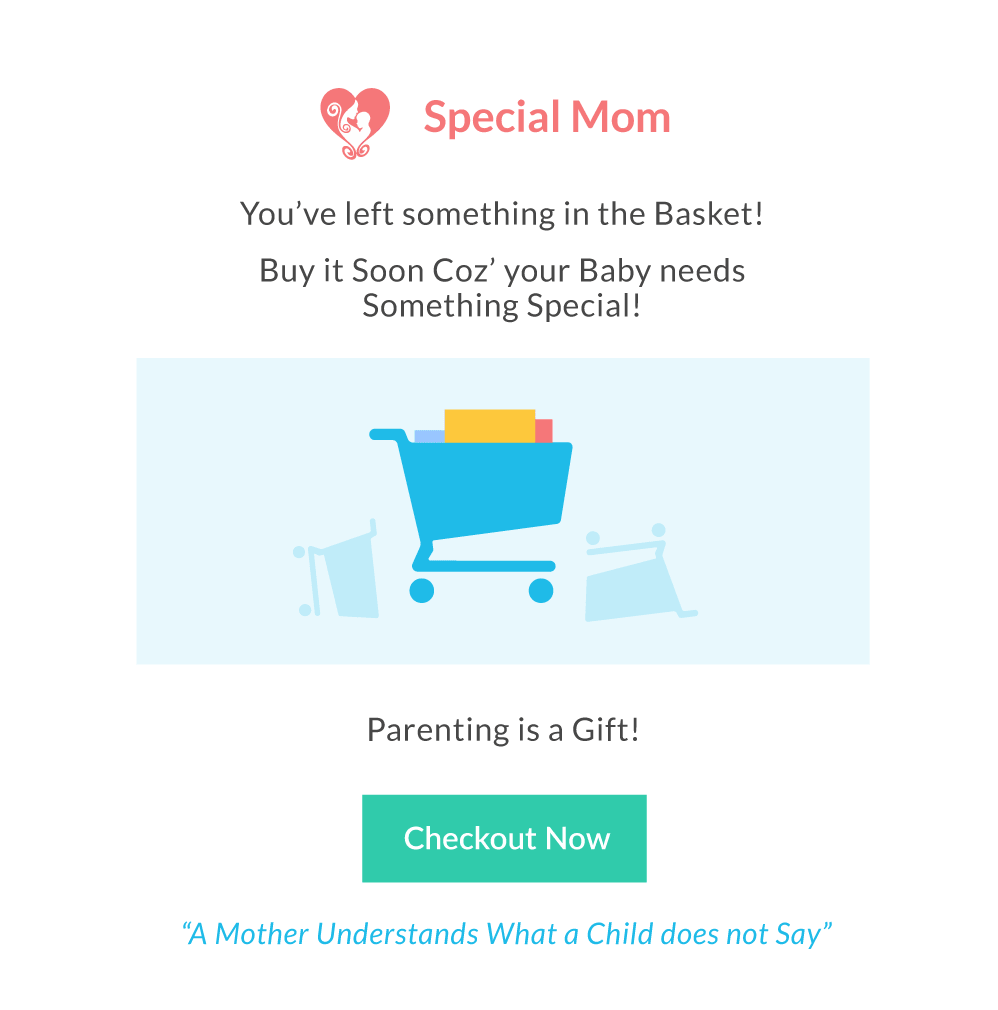 Special Mom
You’ve left something in the Basket!
Buy it Soon Coz’ your Baby needs
Something Special!
Parenting is a Gift!
Checkout Now
“A Mother Understands What a Child does not Say”